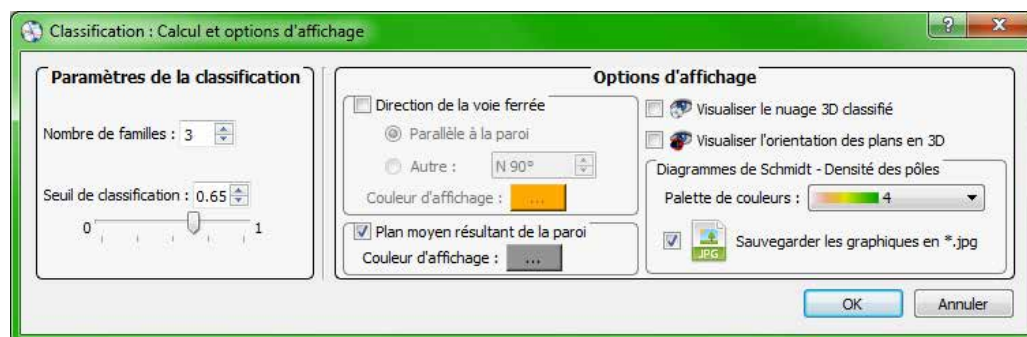 Classification : Calcul et options d'affichage
Paramètres de la classification
Nombre de familles : 3
Seuil de classification : 0.65
0 1
Options d'affichage
Direction de la voie ferrée
Parallèle à la paroi
Autre : N 90°
Couleur d'affichage : ...
Plan moyen résultant de la paroi
Couleur d'affichage : ...
Visualiser le nuage 3D classifié
Visualiser l'orientation des plans en 3D
Diagrammes de Schmidt - Densité des pôles
Palette de couleurs : 4
JPG Sauvegarder les graphiques en *.jpg
OK Annuler